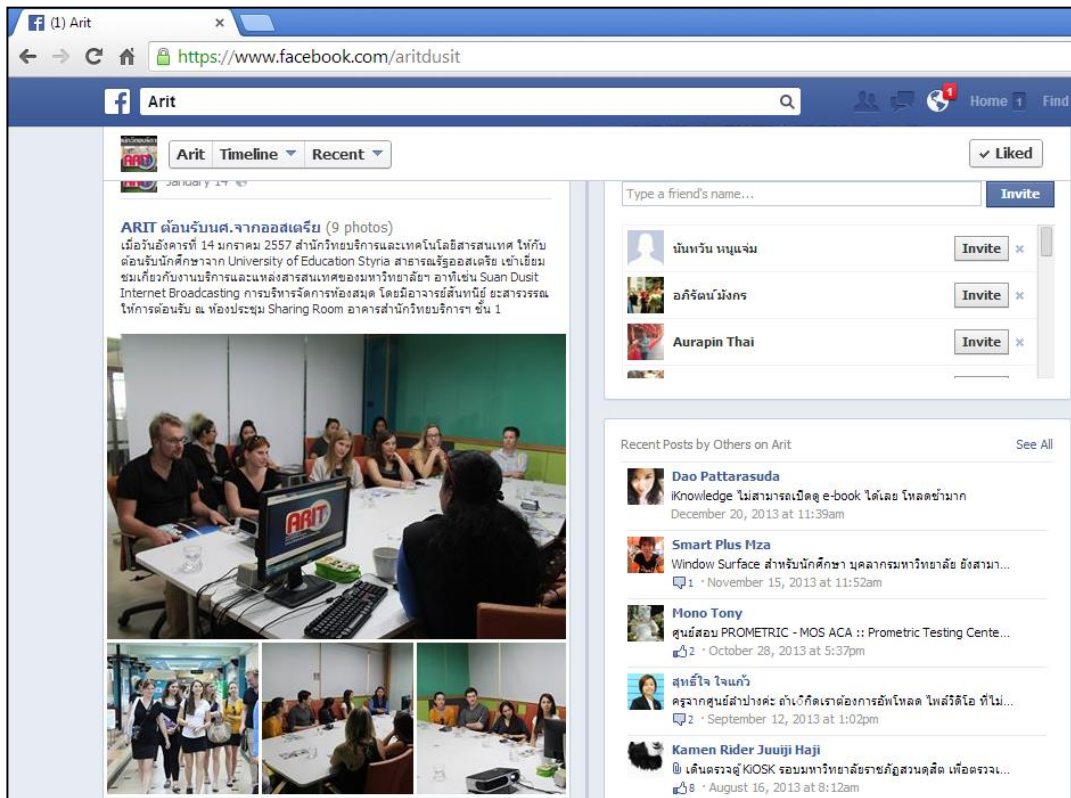 (1) Arit
https://www.facebook.com/aritdusit
Arit
1
Home 1 Find
ARIT
Arit Timeline Recent
Liked
January 14
ARIT ต้อนรับนศ.จากออสเตรีย (9 photos)
เมื่อวันอังคารที่ 14 มกราคม 2557 สำนักวิทยบริการและเทคโนโลยีสารสนเทศ ให้กับ
ต้อนรับนักศึกษาจาก University of Education Styria สาธารณรัฐออสเตรีย เข้าเยี่ยม
ชมเกี่ยวกับงานบริการและแหล่งสารสนเทศของมหาวิทยาลัยฯ อาทิเช่น Suan Dusit
Internet Broadcasting การบริหารจัดการห้องสมุด โดยมีอาจารย์สันทนีย์ ยะสารวรรณ
ให้การต้อนรับ ณ ห้องประชุม Sharing Room อาคารสำนักวิทยบริการฯ ชั้น 1
ARIT
Type a friend's name... Invite
นันทวัน หนูแจ่ม Invite
อภิรัตน์มังกร Invite
Aurapin Thai Invite
Recent Posts by Others on Arit See All
Dao Pattarasuda
iKnowledge ไม่สามารถเปิดดู e-book ได้เลย โหลดช้ามาก
December 20, 2013 at 11:39am
Smart Plus Mza
Window Surface สำหรับนักศึกษา บุคลากรมหาวิทยาลัย ยังสามา...
1 · November 15, 2013 at 11:52am
Mono Tony
ศูนย์สอบ PROMETRIC - MOS ACA :: Prometric Testing Cente...
2 · October 28, 2013 at 5:37pm
สุทธิ์ใจ ใจแก้ว
ครูจากศูนย์ลำปางค่ะ ถ้าเกิดเราต้องการอัพโหลด ไฟล์วิดีโอ ที่ไม่...
2 · September 12, 2013 at 1:02pm
Kamen Rider Juuiji Haji
เดินตรวจตู้ KiOSK รอบมหาวิทยาลัยราชภัฏสวนดุสิต เพื่อตรวจเ...
8 · August 16, 2013 at 8:12am